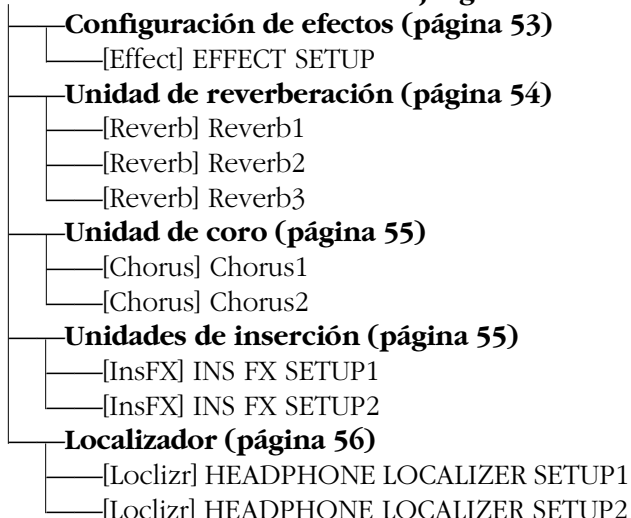 Configuración de efectos (página 53)
[Effect] EFFECT SETUP
Unidad de reverberación (página 54)
[Reverb] Reverb1
[Reverb] Reverb2
[Reverb] Reverb3
Unidad de coro (página 55)
[Chorus] Chorus1
[Chorus] Chorus2
Unidades de inserción (página 55)
[InsFX] INS FX SETUP1
[InsFX] INS FX SETUP2
Localizador (página 56)
[Loclizr] HEADPHONE LOCALIZER SETUP1
[Loclizr] HEADPHONE LOCALIZER SETUP2